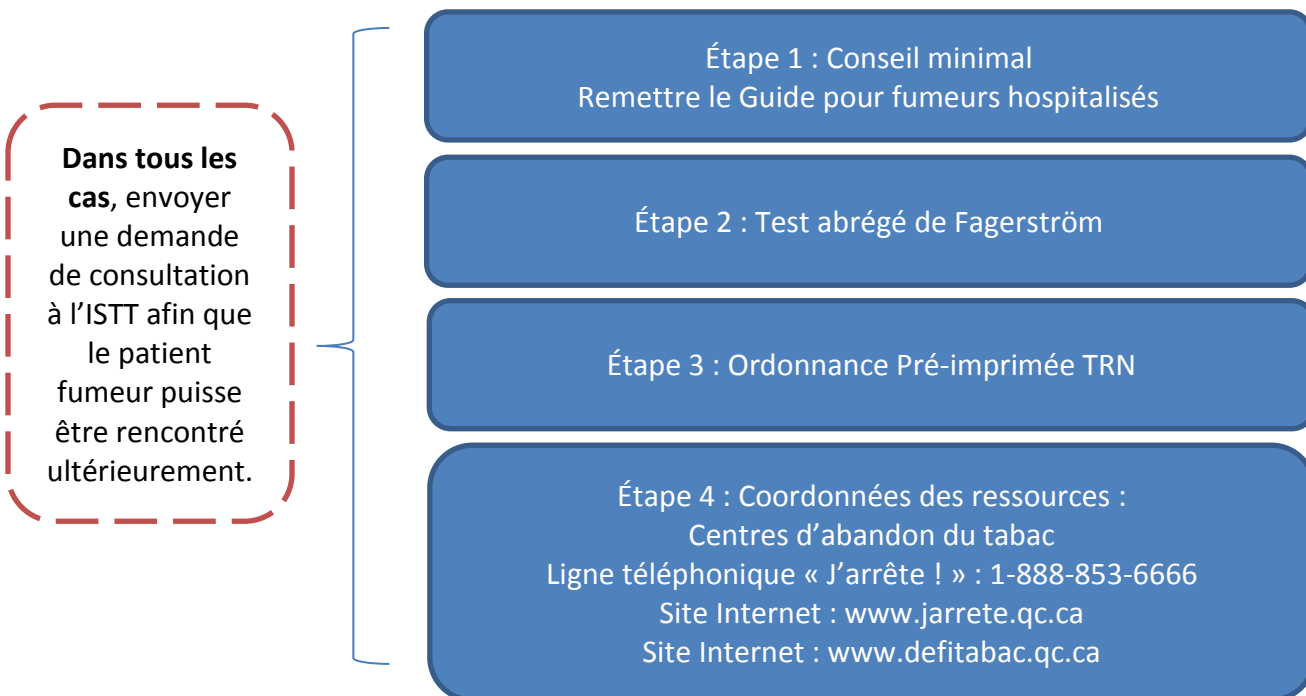 Dans tous les
cas, envoyer
une demande
de consultation
à l’ISTT afin que
le patient
fumeur puisse
être rencontré
ultérieurement.
Étape 1 : Conseil minimal
Remettre le Guide pour fumeurs hospitalisés
Étape 2 : Test abrégé de Fagerström
Étape 3 : Ordonnance Pré-imprimée TRN
Étape 4 : Coordonnées des ressources :
Centres d’abandon du tabac
Ligne téléphonique « J’arrête ! » : 1-888-853-6666
Site Internet : www.jarrete.qc.ca
Site Internet : www.defitabac.qc.ca